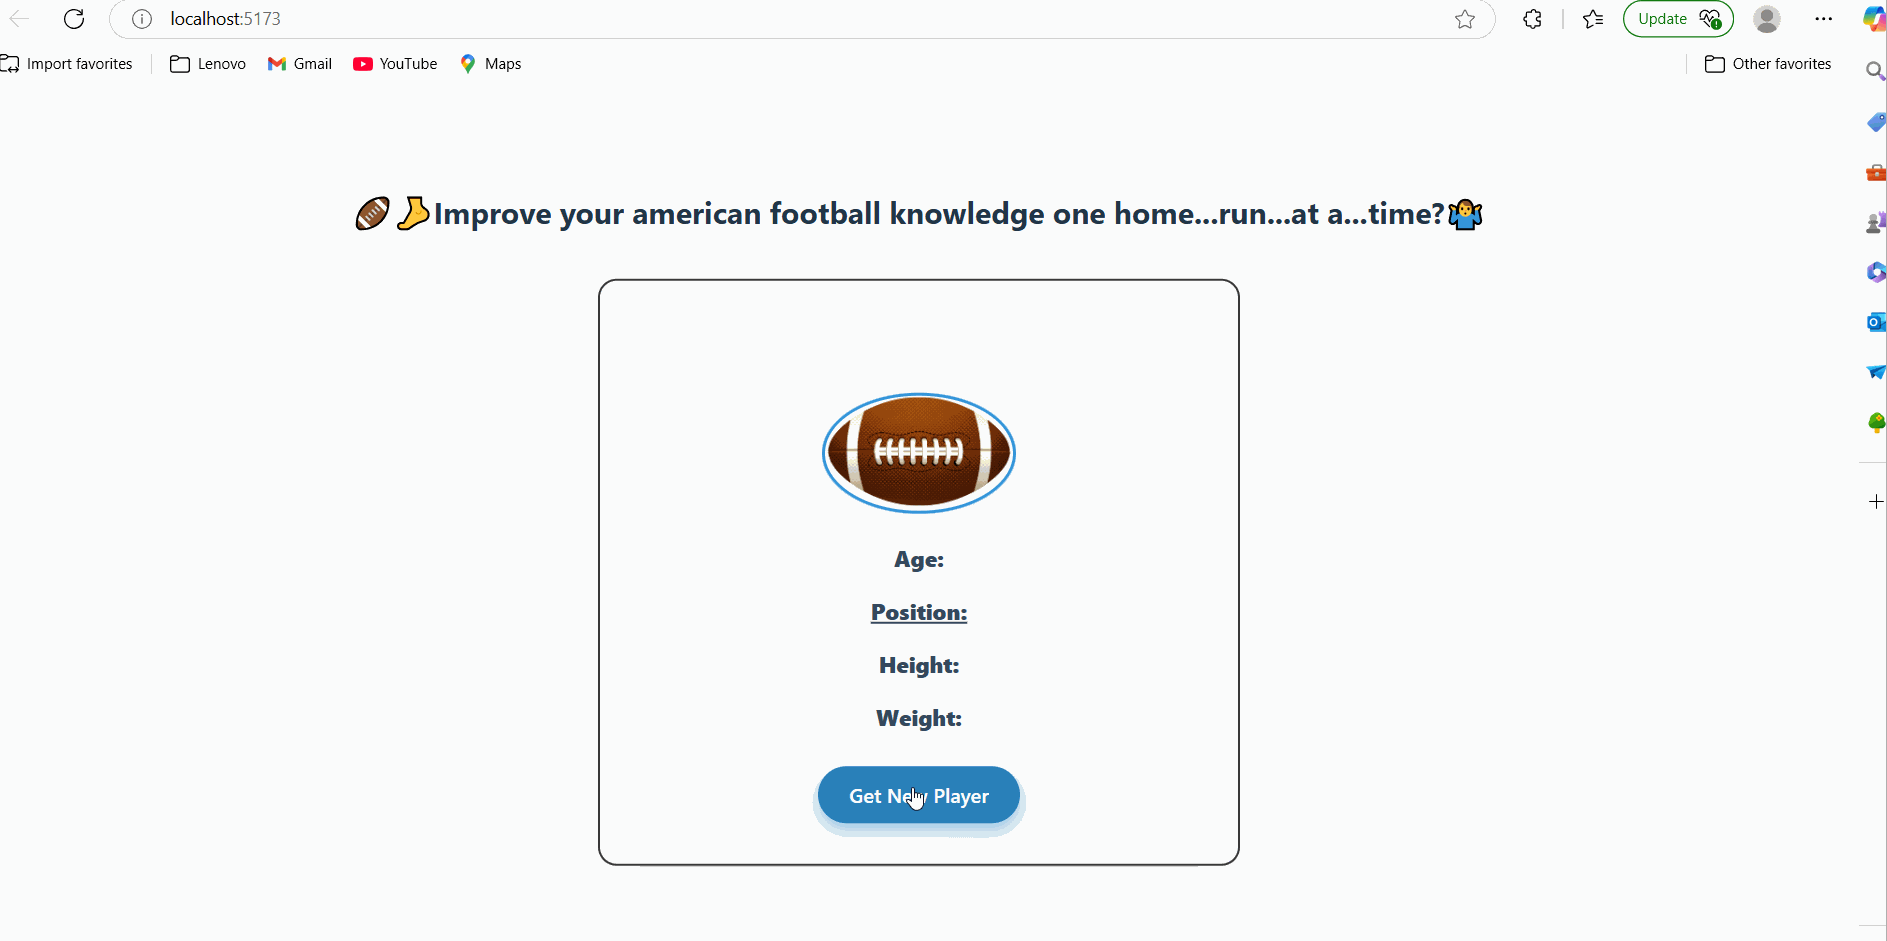 localhost:5173
Update
Import favorites
Lenovo
Gmail
YouTube
Maps
Other favorites
Improve your american football knowledge one home...run...at a...time?
Age:
Position:
Height:
Weight:
Get New Player